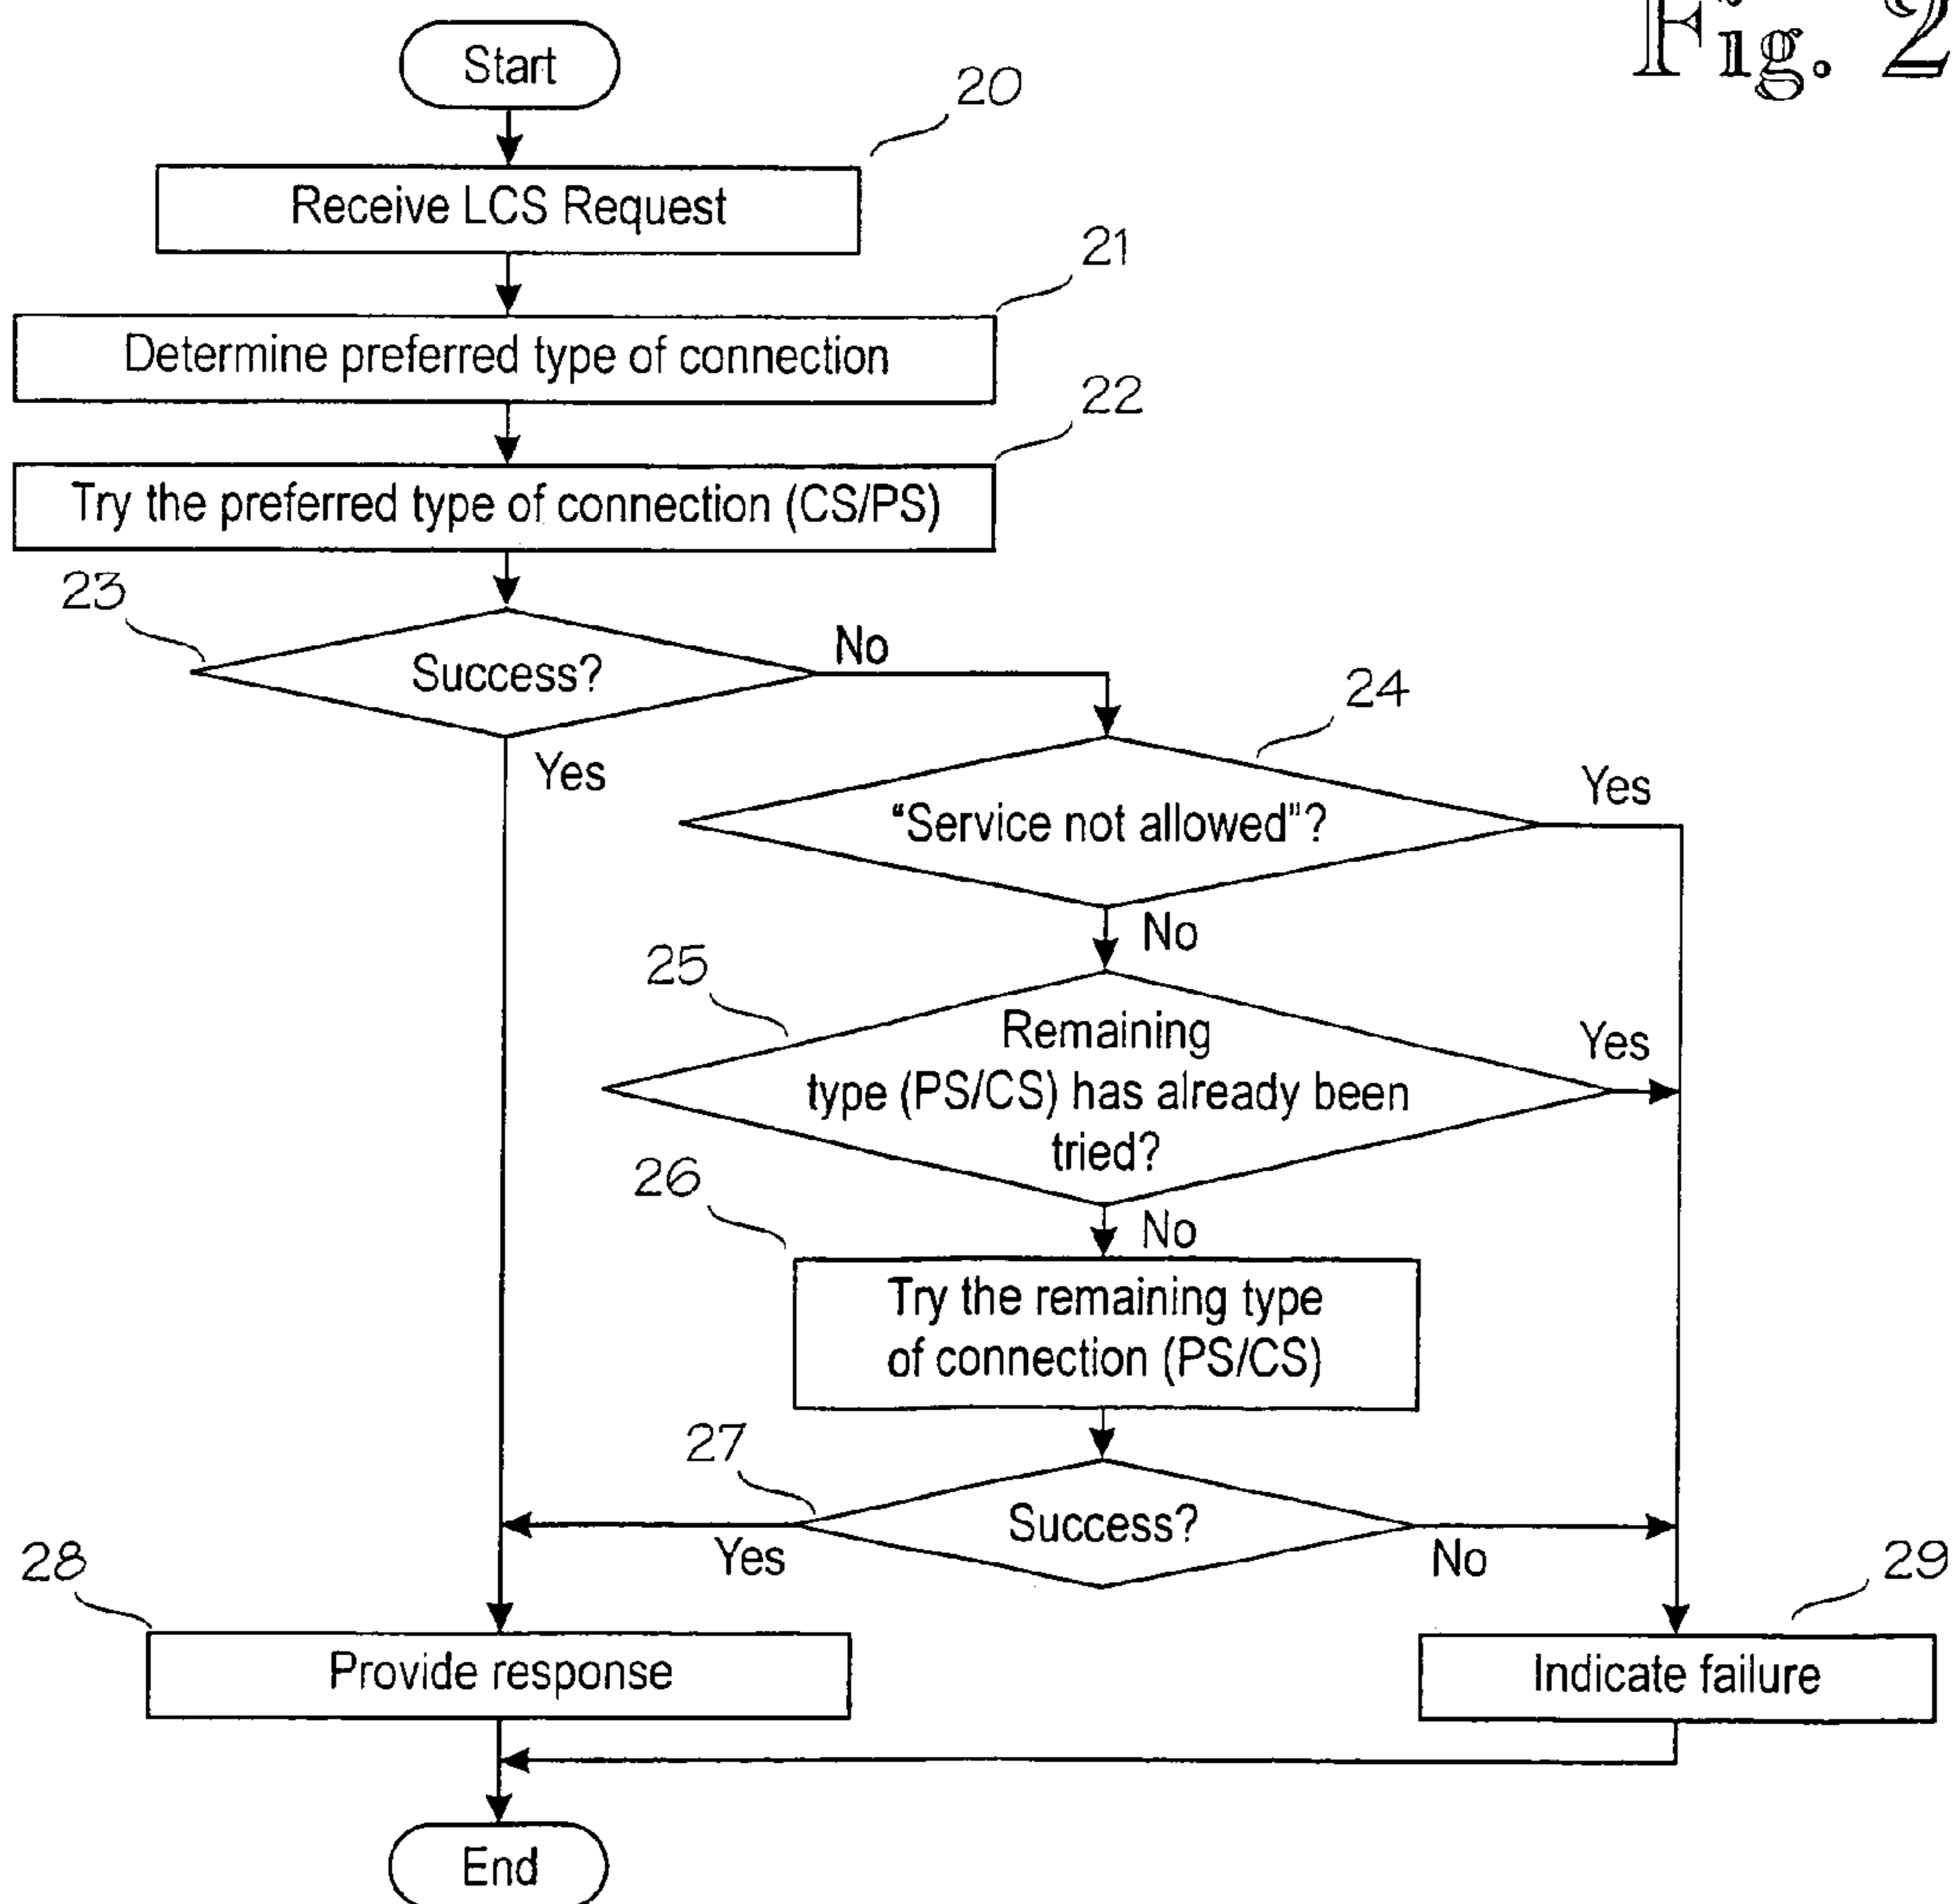 Fig. 2
Start
20
Receive LCS Request
21
Determine preferred type of connection
22
Try the preferred type of connection (CS/PS)
23
Success?
No
Yes
24
"Service not allowed"?
Yes
No
25
Remaining
type (PS/CS) has already been
tried?
Yes
No
26
Try the remaining type
of connection (PS/CS)
27
Success?
Yes
No
28
Provide response
29
Indicate failure
End